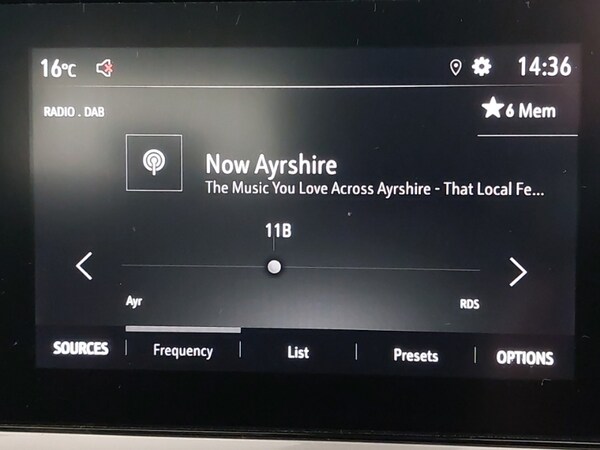 16°C
14:36
RADIO . DAB
6 Mem
Now Ayrshire
The Music You Love Across Ayrshire - That Local Fe...
11B
Ayr
RDS
SOURCES
Frequency
List
Presets
OPTIONS